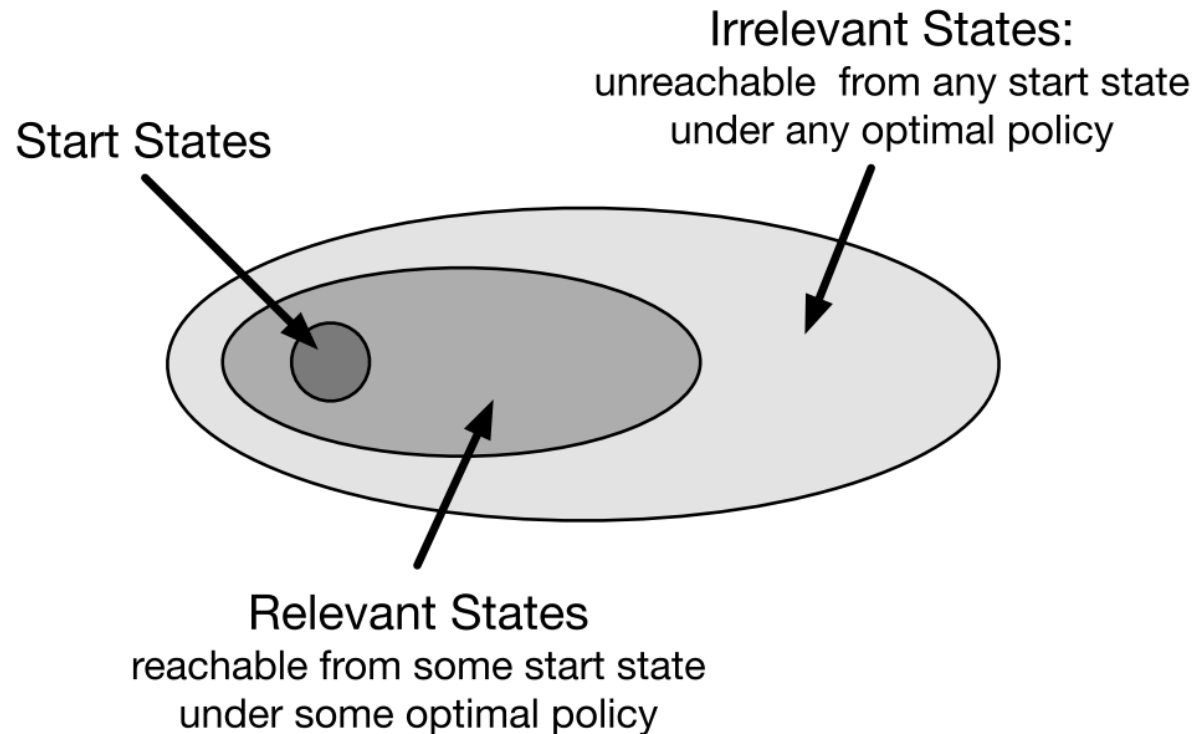 Irrelevant States:
unreachable from any start state
under any optimal policy
Start States
Relevant States
reachable from some start state
under some optimal policy